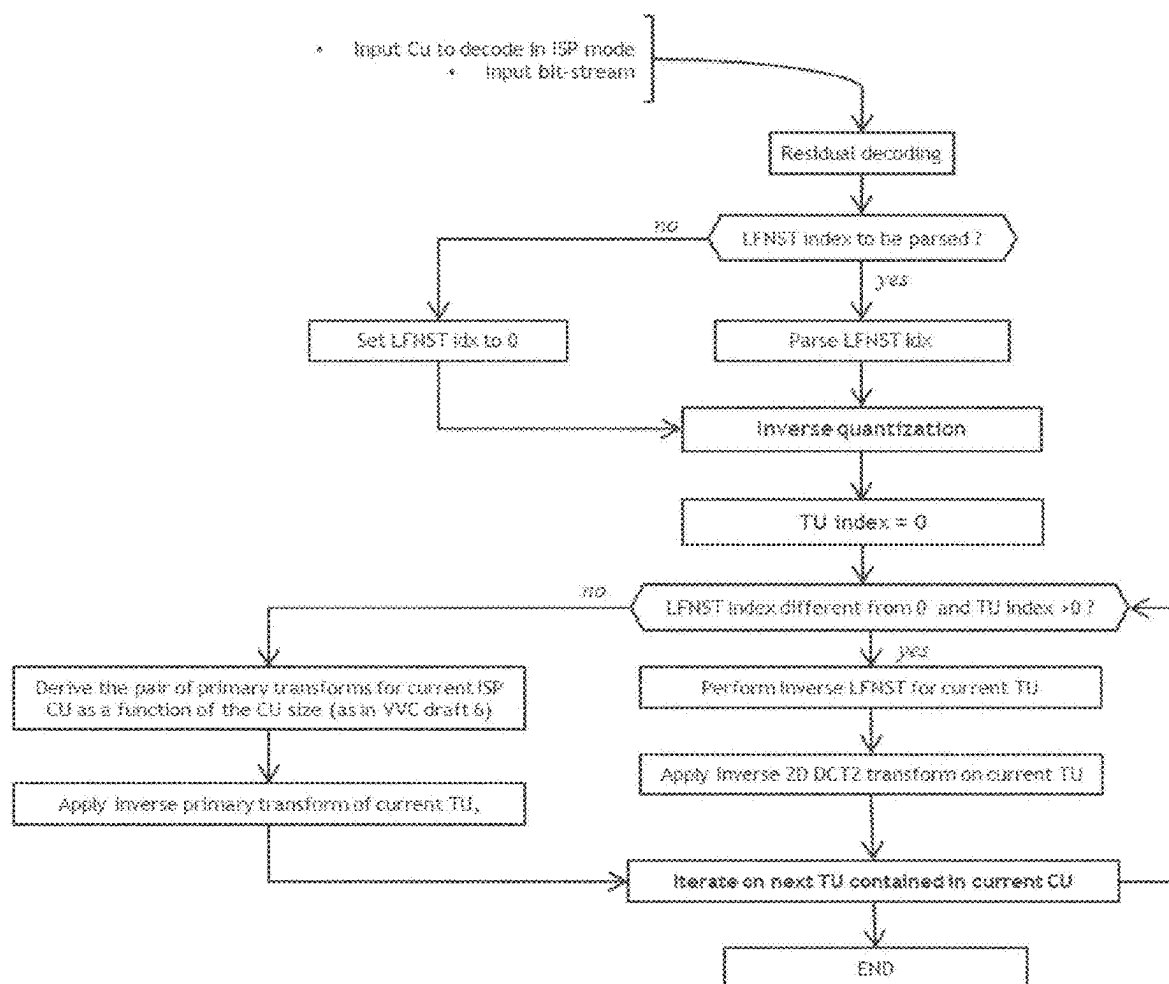 • Input Cu to decode in ISP mode
• Input bit-stream
Residual decoding
LFNST index to be parsed ?
no
yes
Set LFNST idx to 0
Parse LFNST idx
Inverse quantization
TU index = 0
LFNST index different from 0 and TU index >0 ?
no
yes
Derive the pair of primary transforms for current ISP
CU as a function of the CU size (as in VVC draft 6)
Perform inverse LFNST for current TU
Apply inverse 2D DCT2 transform on current TU
Apply inverse primary transform of current TU,
Iterate on next TU contained in current CU
END